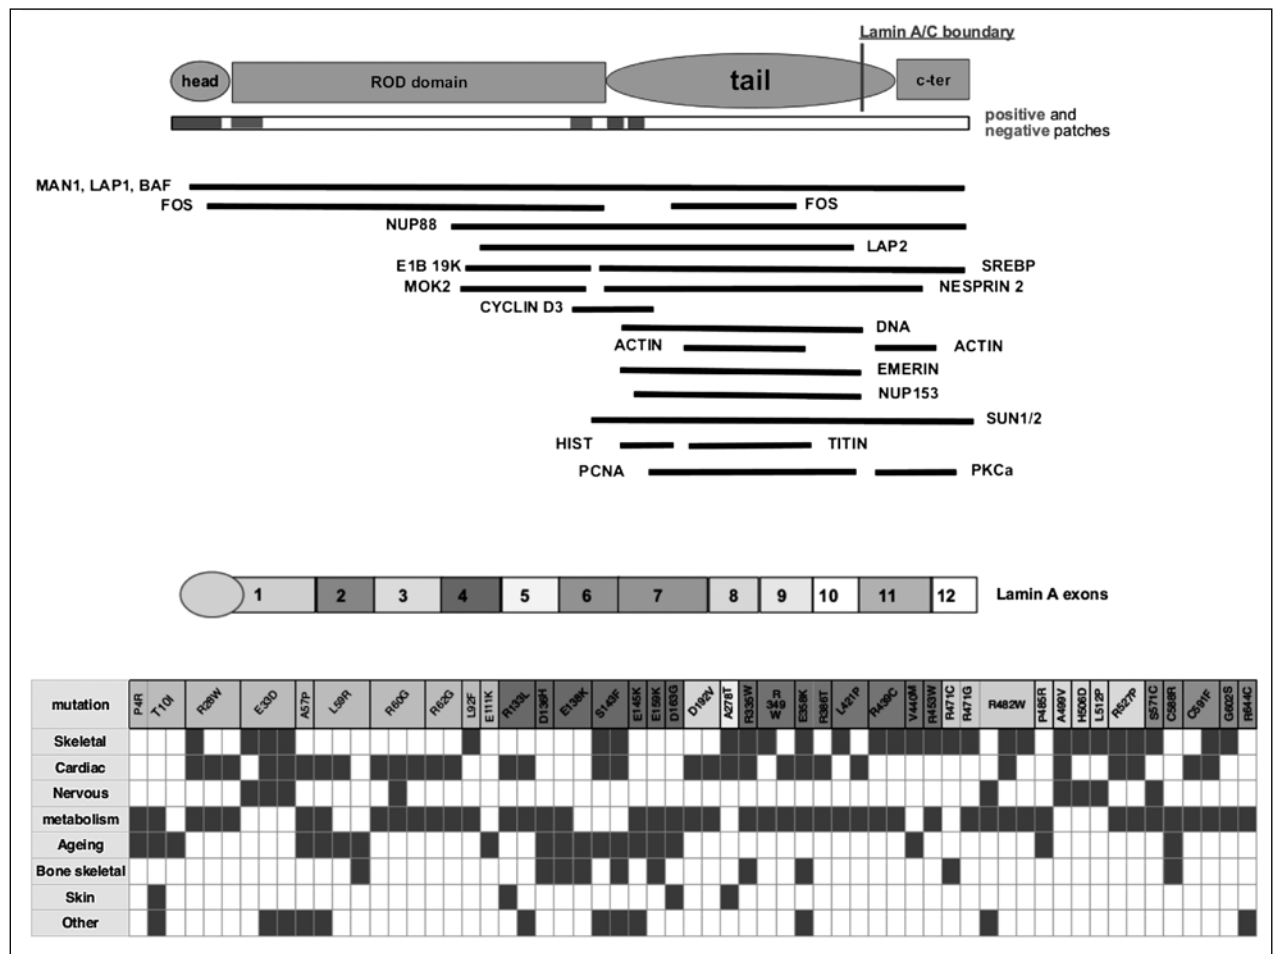 Lamin A/C boundary
head
ROD domain
tail
c-ter
positive and
negative patches
MAN1, LAP1, BAF
FOS
FOS
NUP88
LAP2
E1B 19K
SREBP
MOK2
NESPRIN 2
CYCLIN D3
DNA
ACTIN
ACTIN
EMERIN
NUP153
SUN1/2
HIST
TITIN
PCNA
PKCa
1 2 3 4 5 6 7 8 9 10 11 12
Lamin A exons
mutation P4R T10I R28W E33D A57P L59R R60G R62G L92F E111K R133L D136H E138K S143F E145K E159K D163G D192V A278T R335W R349W E358K R386T L421P R439C V440M R453W R471C R471G R482W P485R A499V H506D L512P R527P S571C C588R C591F G602S R644C
Skeletal
Cardiac
Nervous
metabolism
Ageing
Bone skeletal
Skin
Other